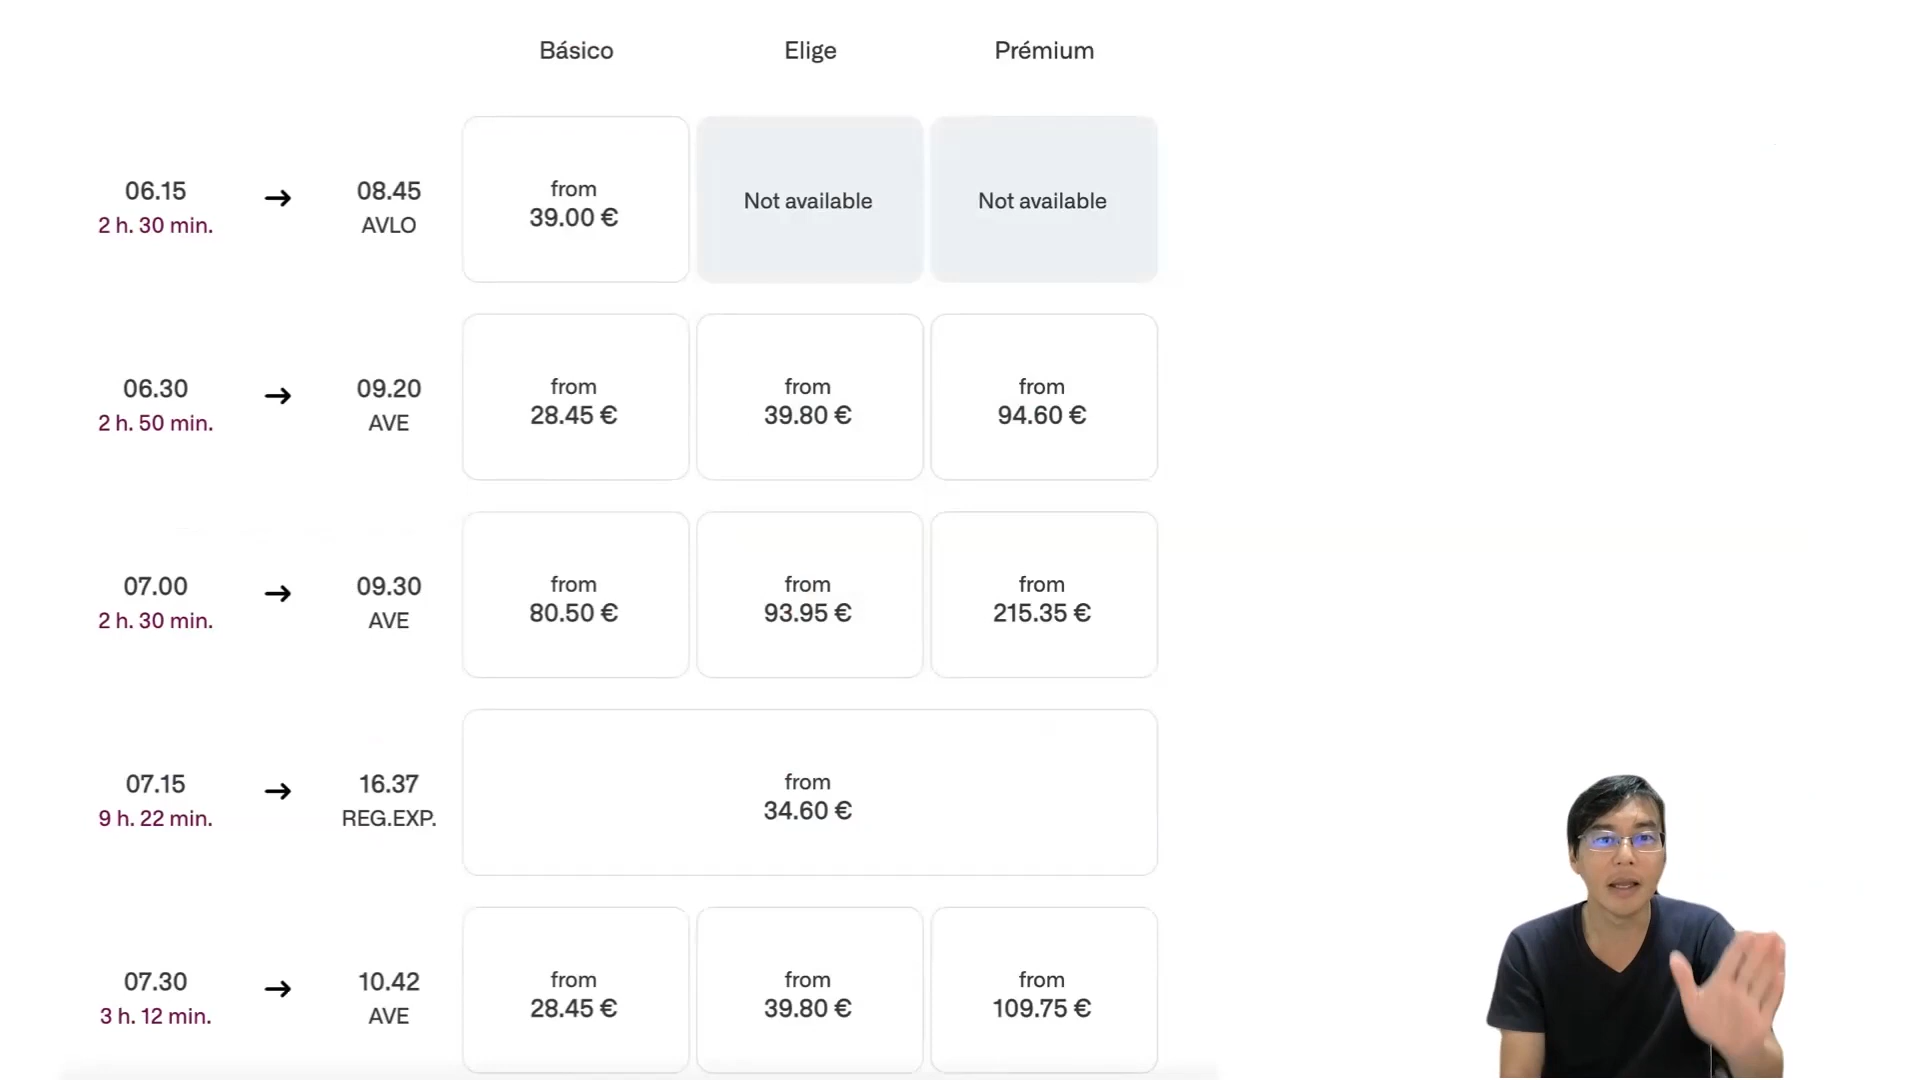 Básico Elige Prémium
06.15 → 08.45
2 h. 30 min. AVLO
from
39.00 €
Not available
Not available
06.30 → 09.20
2 h. 50 min. AVE
from
28.45 €
from
39.80 €
from
94.60 €
07.00 → 09.30
2 h. 30 min. AVE
from
80.50 €
from
93.95 €
from
215.35 €
07.15 → 16.37
9 h. 22 min. REG.EXP.
from
34.60 €
07.30 → 10.42
3 h. 12 min. AVE
from
28.45 €
from
39.80 €
from
109.75 €